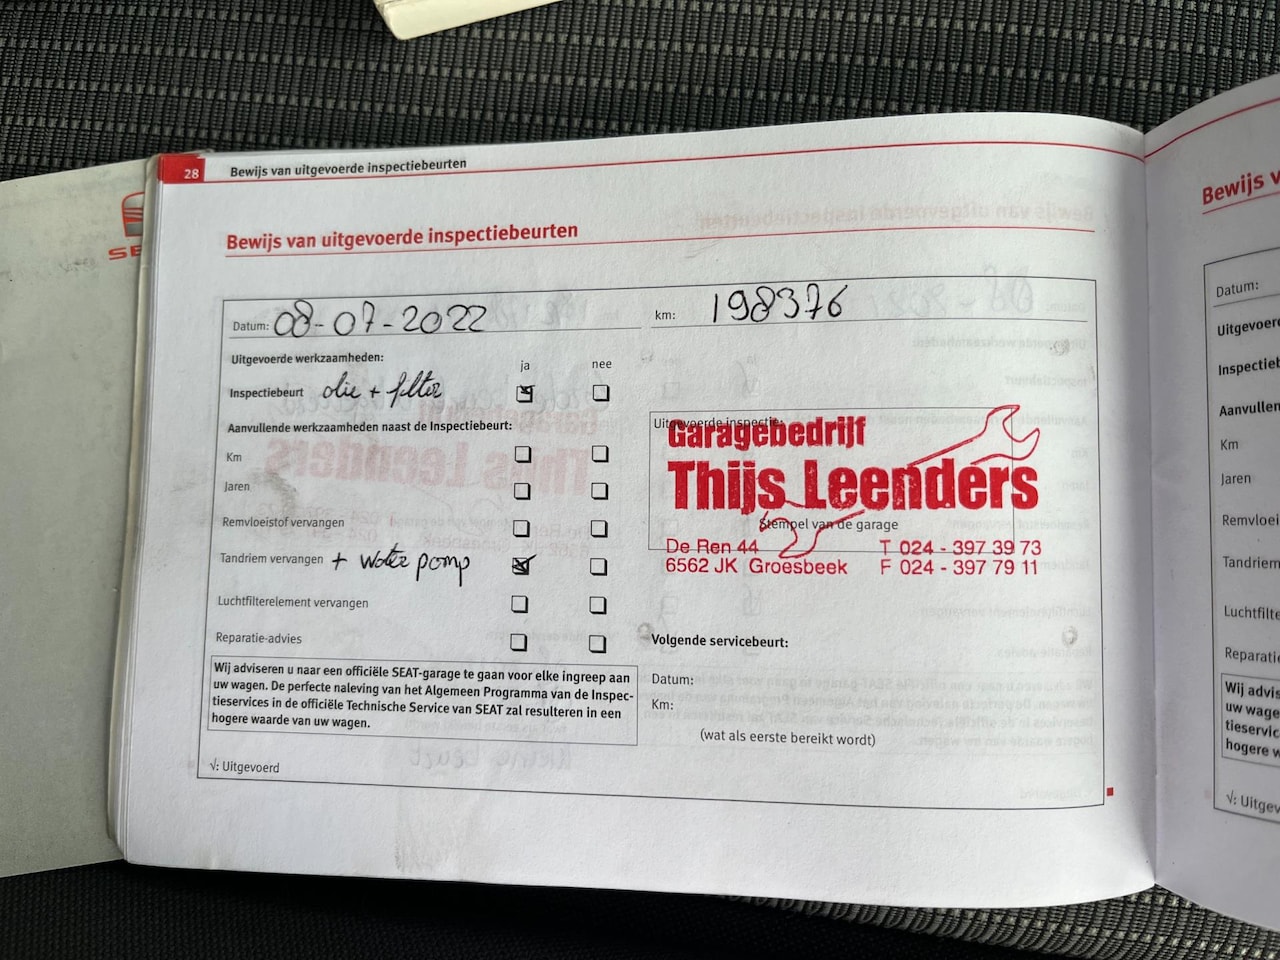 28 Bewijs van uitgevoerde inspectiebeurten
SE
Bewijs van uitgevoerde inspectiebeurten
Datum: 08-07-2022
km: 198376
Uitgevoerde werkzaamheden:
ja nee
Inspectiebeurt olie + filter
Aanvullende werkzaamheden naast de Inspectiebeurt:
Km
Jaren
Remvloeistof vervangen
Tandriem vervangen + water pomp
Luchtfilterelement vervangen
Reparatie-advies
Wij adviseren u naar een officiële SEAT-garage te gaan voor elke ingreep aan
uw wagen. De perfecte naleving van het Algemeen Programma van de Inspec-
tieservices in de officiële Technische Service van SEAT zal resulteren in een
hogere waarde van uw wagen.
√: Uitgevoerd
Uitgevoerde inspectie:
Garagebedrijf
Thijs Leenders
Stempel van de garage
De Ren 44 T 024 - 397 39 73
6562 JK Groesbeek F 024 - 397 79 11
Volgende servicebeurt:
Datum:
Km:
(wat als eerste bereikt wordt)
Bewijs v
Datum:
Uitgevoer
Inspectieb
Aanvullen
Km
Jaren
Remvloei
Tandriem
Luchtfilte
Reparati
Wij advis
uw wage
tieservic
hogere w
√: Uitgev